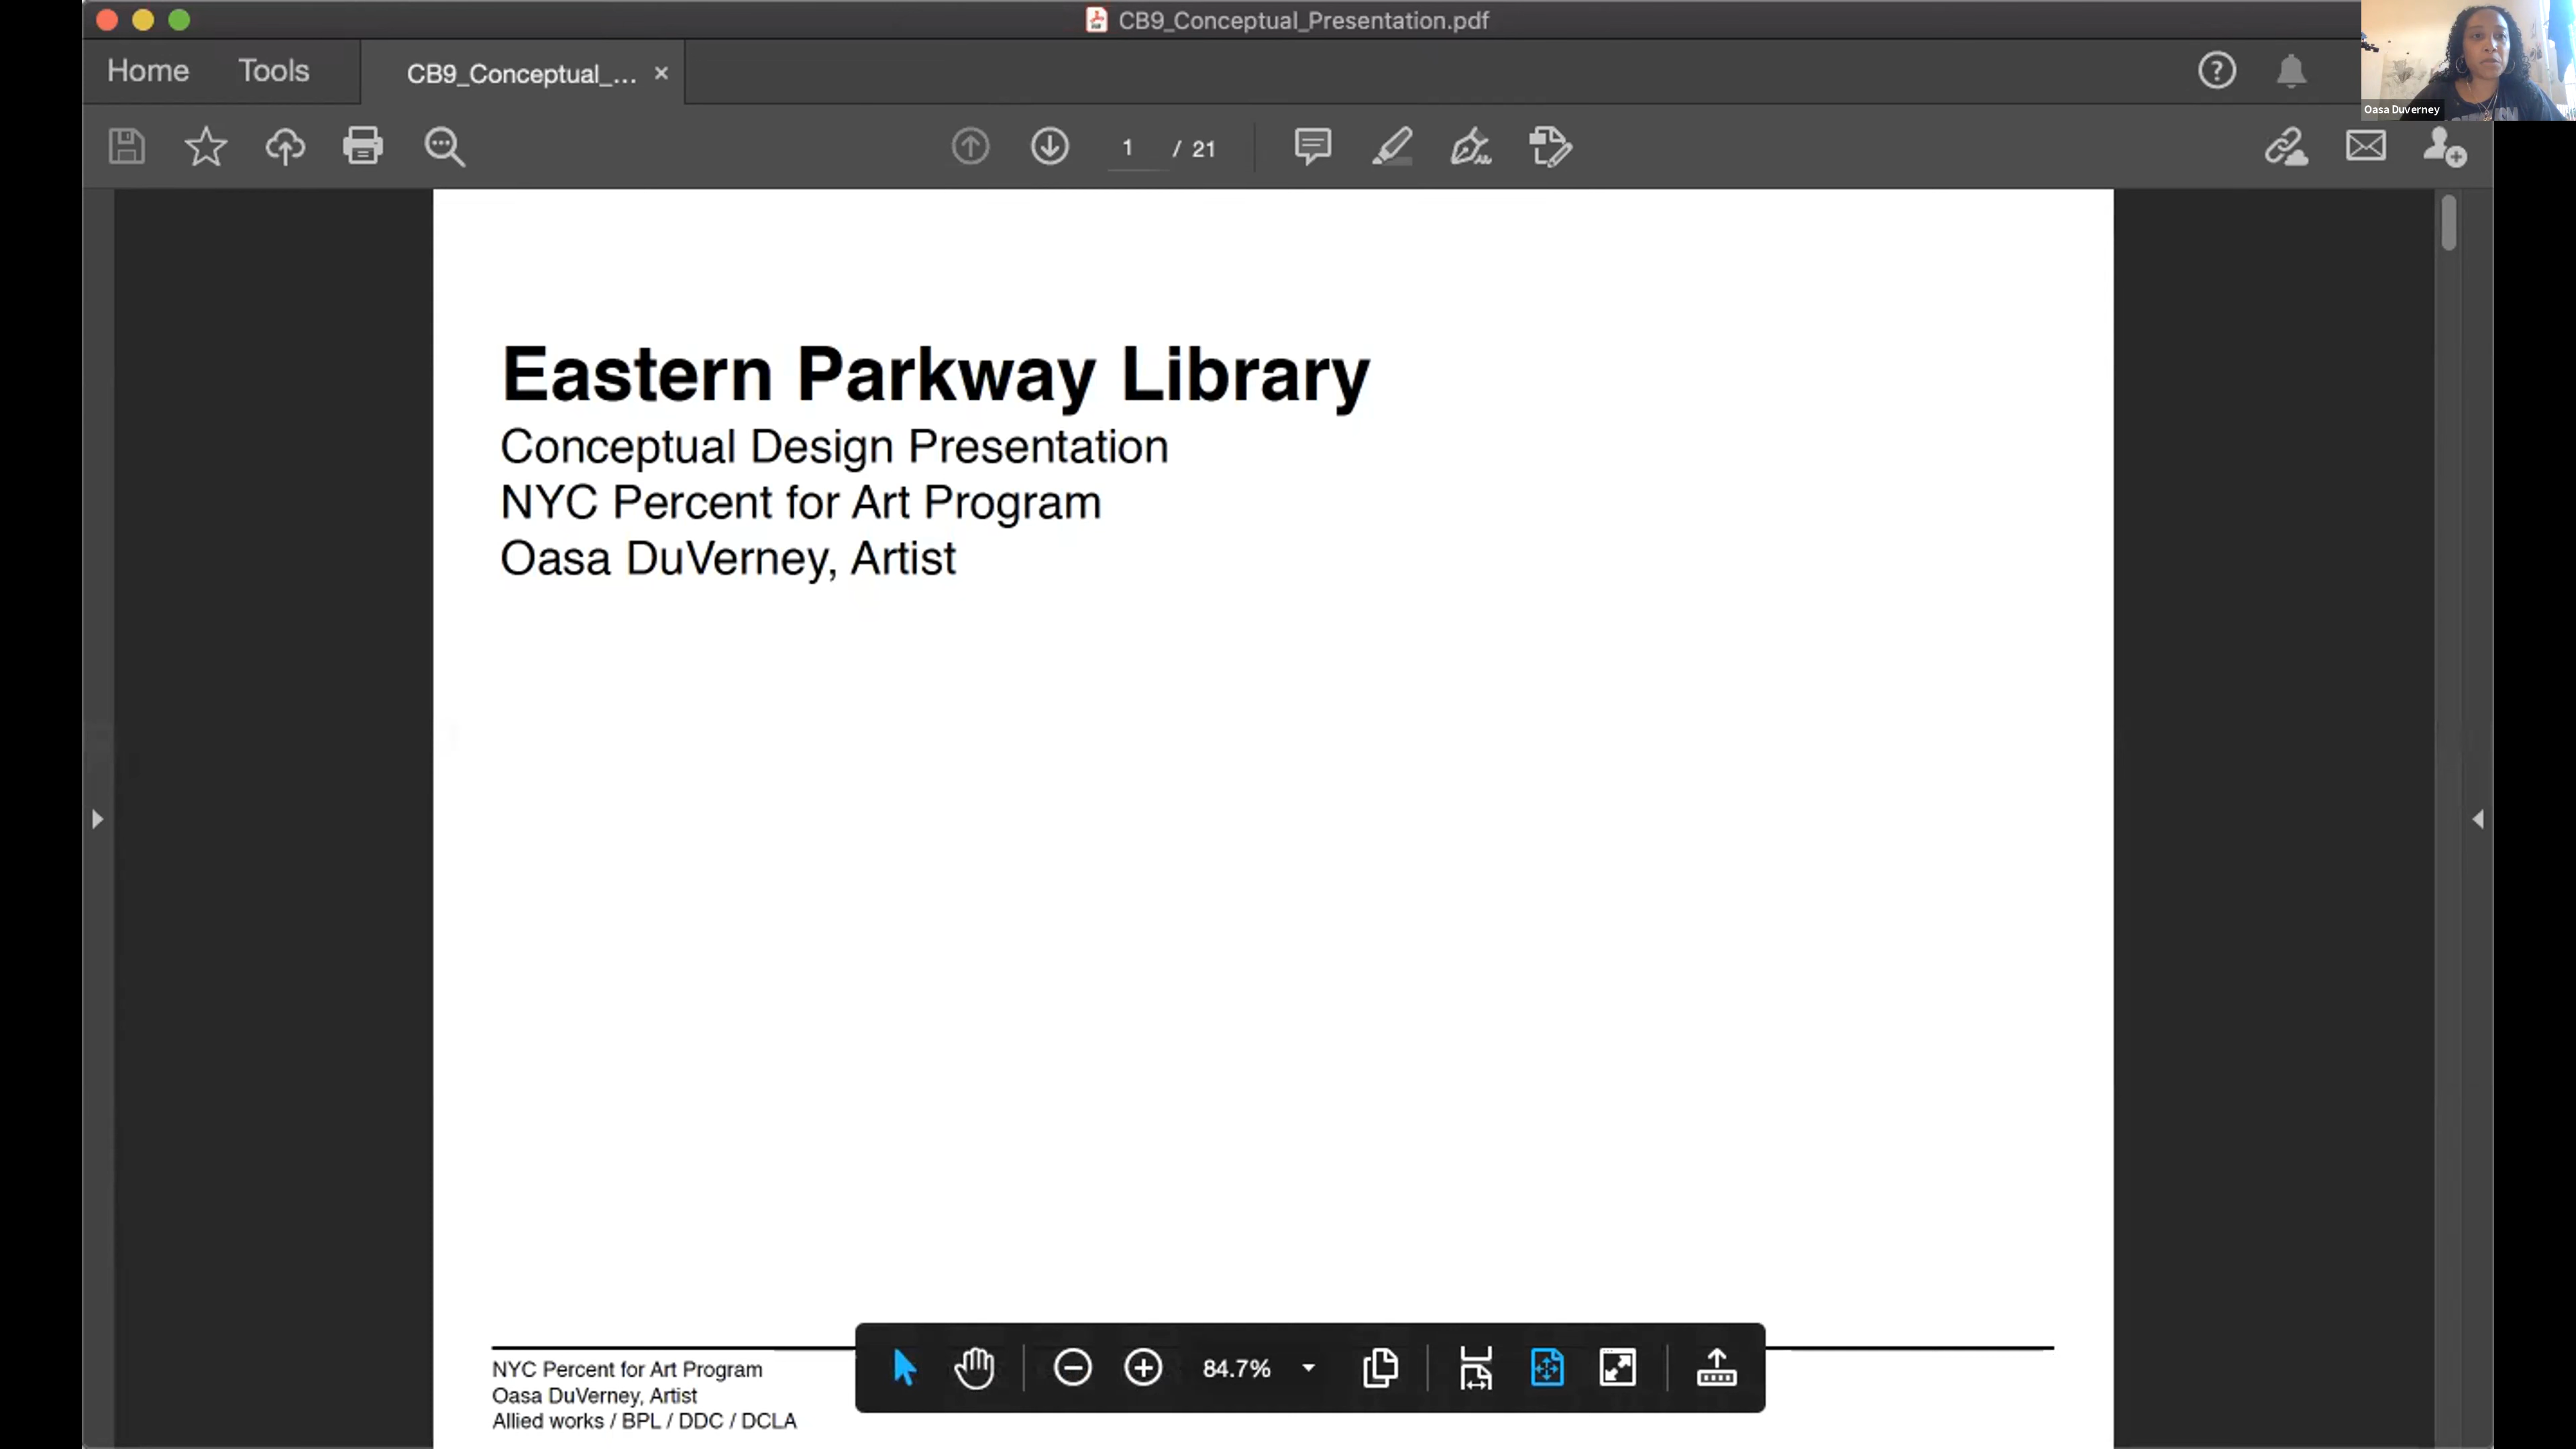 CB9_Conceptual_Presentation.pdf
Home Tools CB9_Conceptual_... ×
1 / 21
Oasa Duverney
Eastern Parkway Library
Conceptual Design Presentation
NYC Percent for Art Program
Oasa DuVerney, Artist
84.7%
NYC Percent for Art Program
Oasa DuVerney, Artist
Allied works / BPL / DDC / DCLA